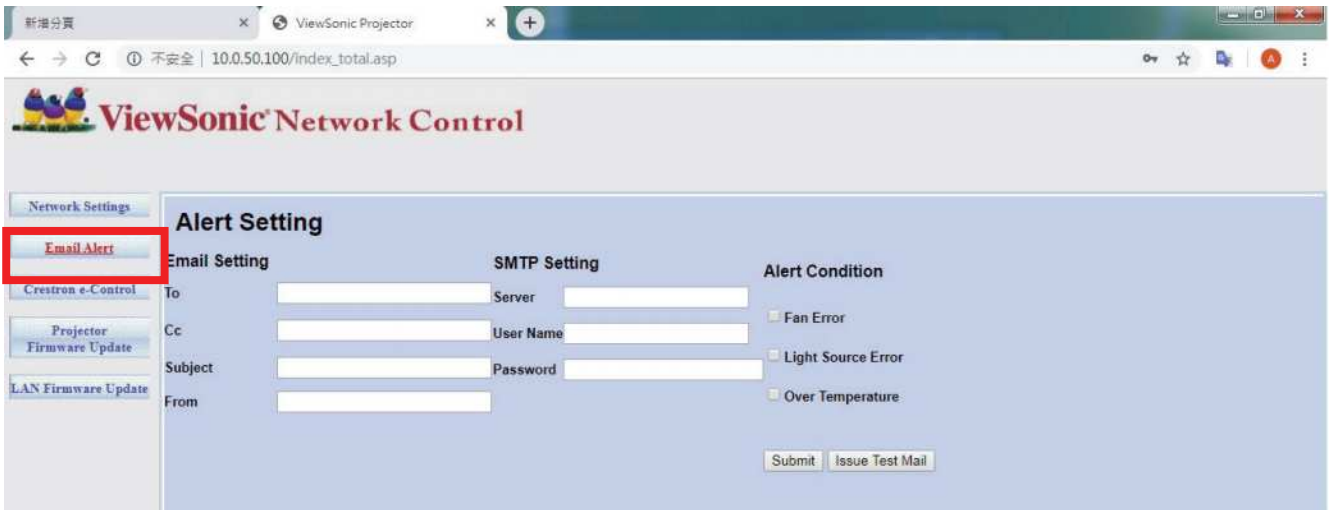 新增分頁
ViewSonic Projector
不安全 | 10.0.50.100/index_total.asp
A
ViewSonic® Network Control
Network Settings
Email Alert
Crestron e-Control
Projector
Firmware Update
LAN Firmware Update
Alert Setting
Email Setting
To
Cc
Subject
From
SMTP Setting
Server
User Name
Password
Alert Condition
Fan Error
Light Source Error
Over Temperature
Submit
Issue Test Mail